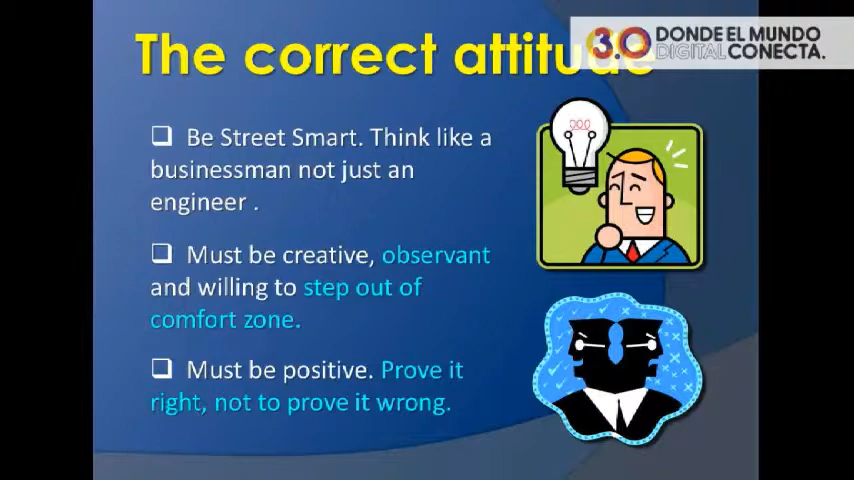 The correct attitude
3.0 DONDE EL MUNDO
DIGITAL CONECTA.
Be Street Smart. Think like a
businessman not just an
engineer .
Must be creative, observant
and willing to step out of
comfort zone.
Must be positive. Prove it
right, not to prove it wrong.